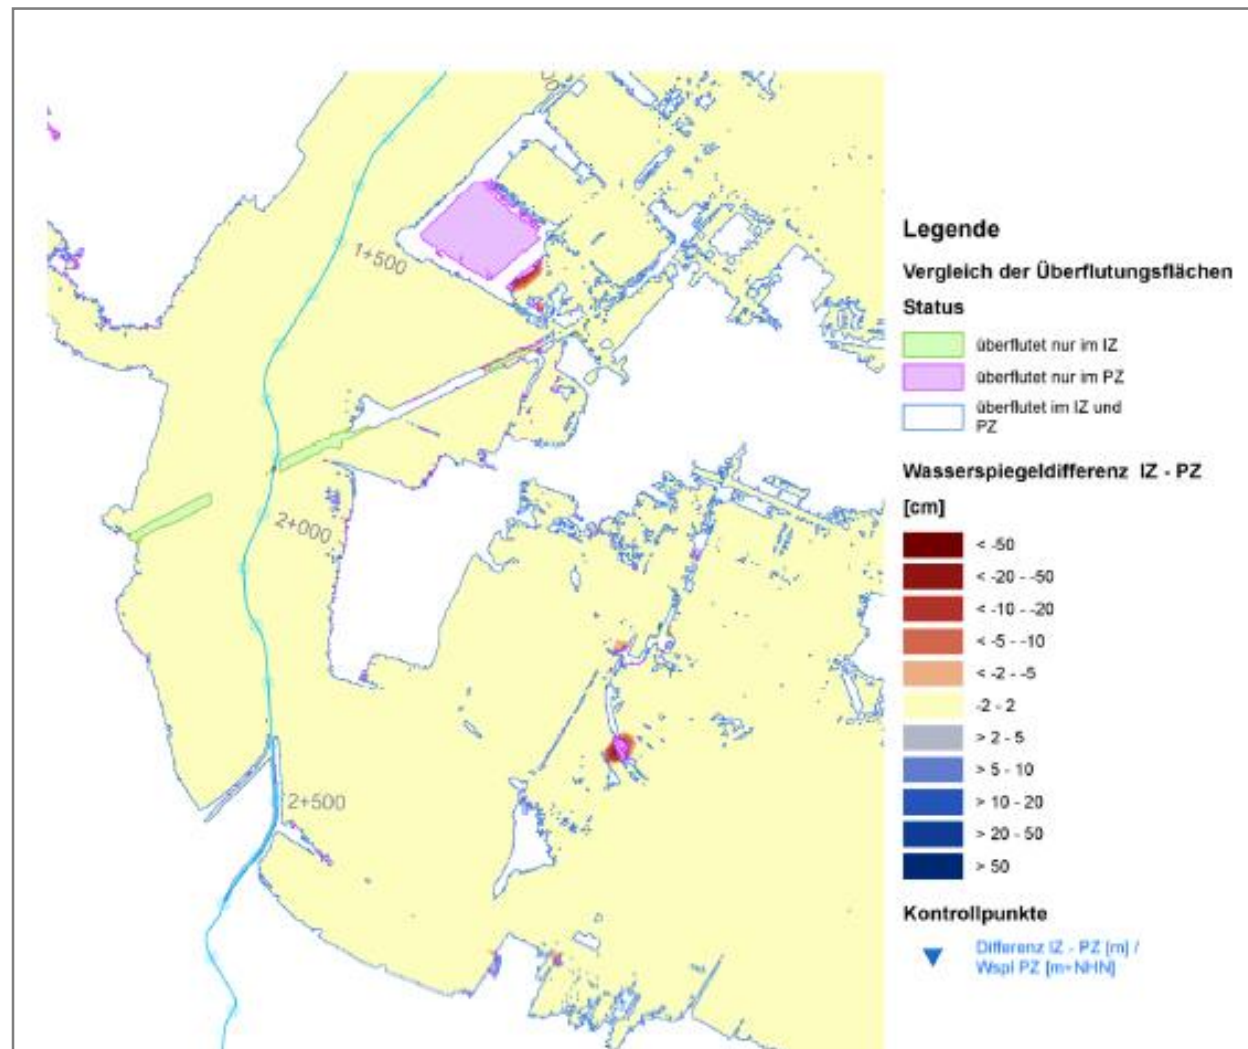 1+500
2+000
2+500
Legende
Vergleich der Überflutungsflächen
Status
überflutet nur im IZ
überflutet nur im PZ
überflutet im IZ und
PZ
Wasserspiegeldifferenz IZ - PZ
[cm]
< -50
< -20 - -50
< -10 - -20
< -5 - -10
< -2 - -5
-2 - 2
> 2 - 5
> 5 - 10
> 10 - 20
> 20 - 50
> 50
Kontrollpunkte
Differenz IZ - PZ [m] /
Wspl PZ [m+NHN]